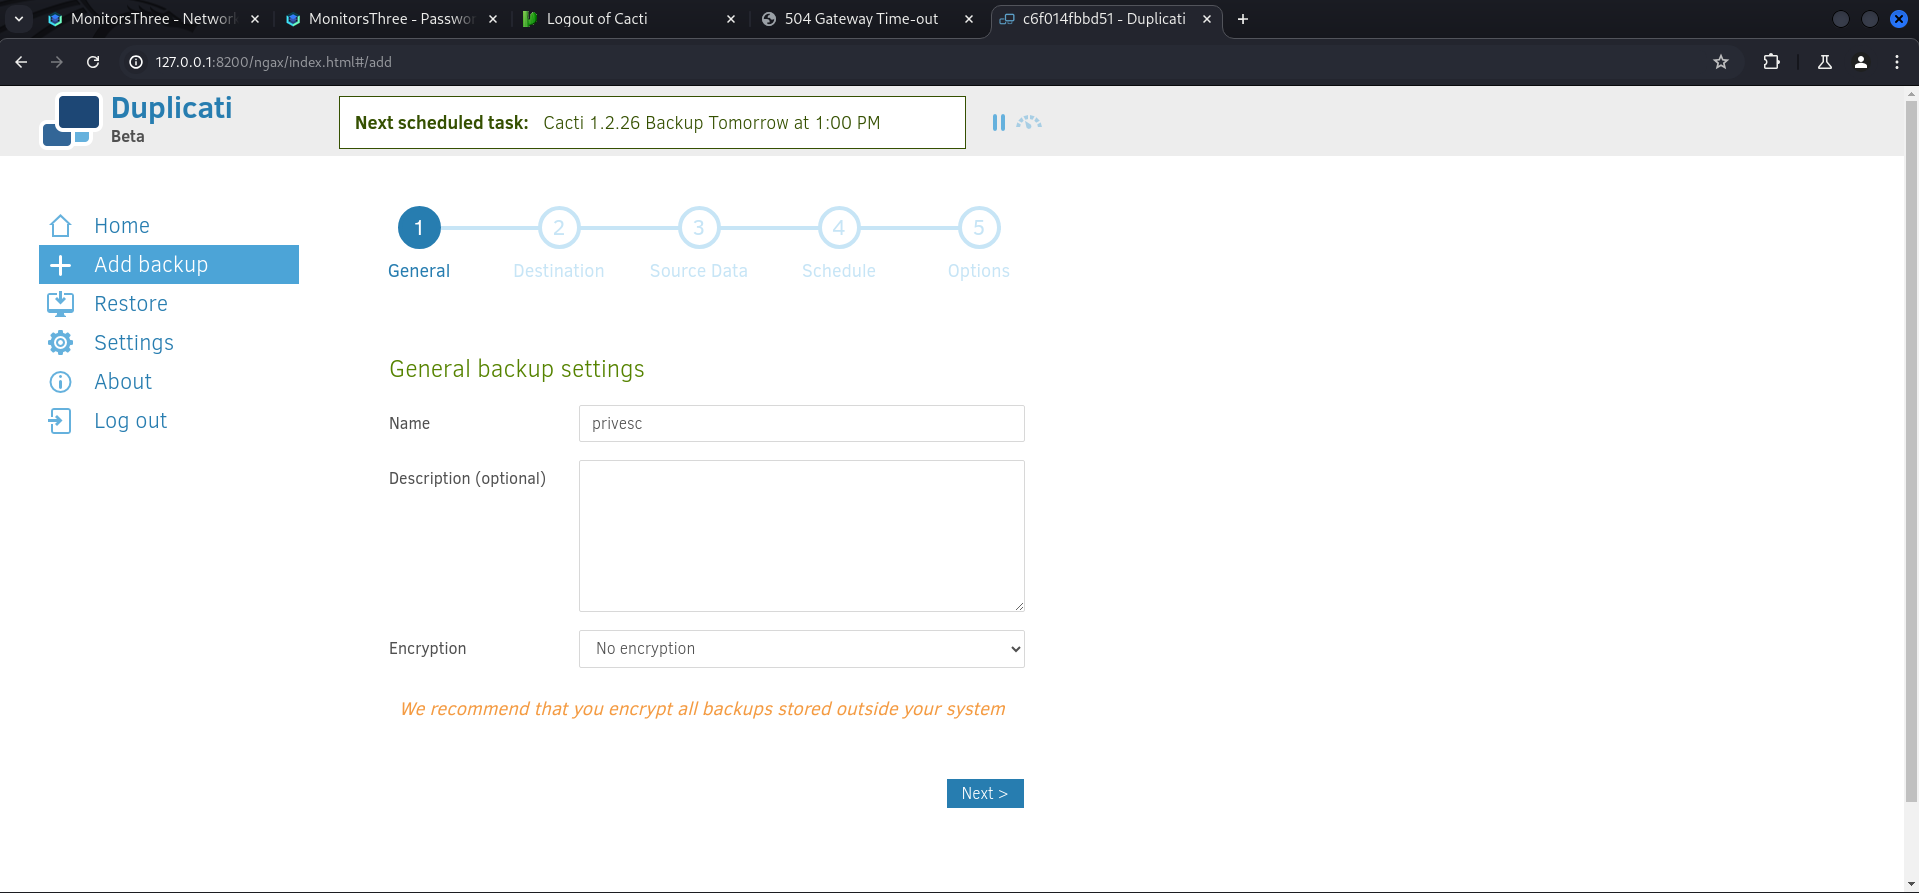 MonitorsThree - Network
MonitorsThree - Passwor
Logout of Cacti
504 Gateway Time-out
c6f014fbbd51 - Duplicati
127.0.0.1:8200/ngax/index.html#/add
Duplicati
Beta
Next scheduled task: Cacti 1.2.26 Backup Tomorrow at 1:00 PM
Home
Add backup
Restore
Settings
About
Log out
1 2 3 4 5
General Destination Source Data Schedule Options
General backup settings
Name privesc
Description (optional)
Encryption No encryption
We recommend that you encrypt all backups stored outside your system
Next >